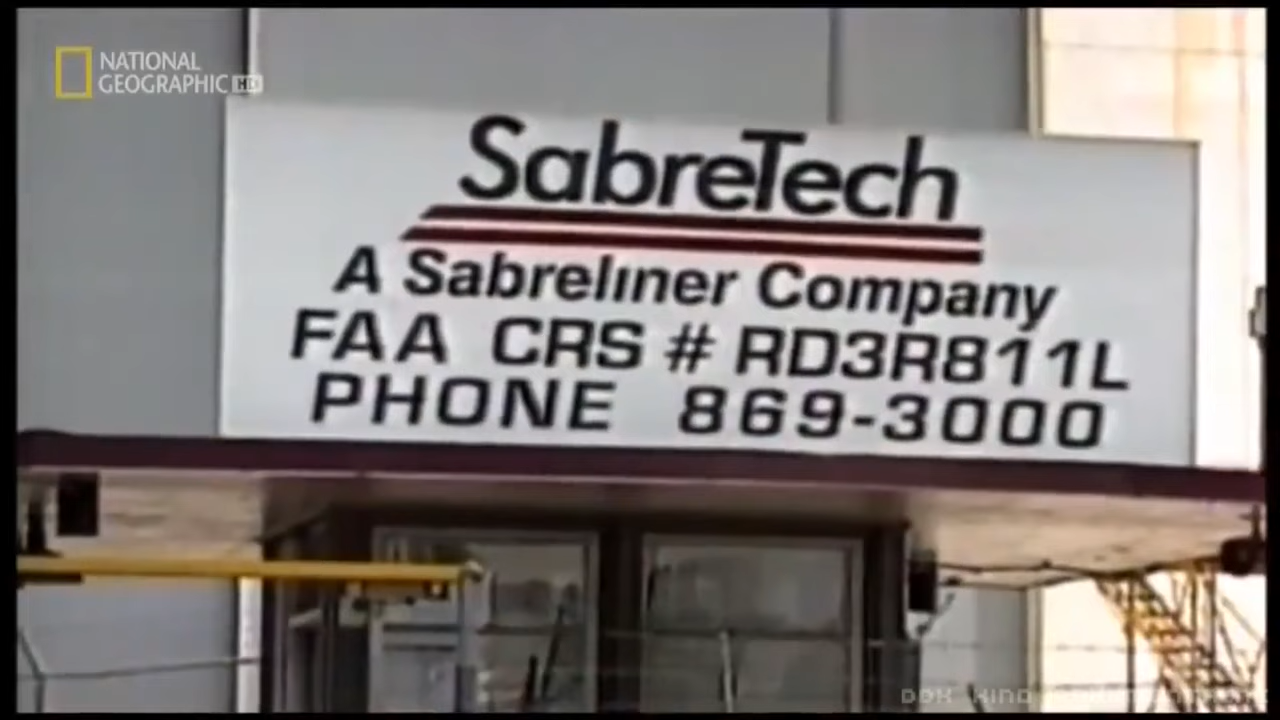 NATIONAL
GEOGRAPHIC HD
SabreTech
A Sabreliner Company
FAA CRS # RD3R811L
PHONE 869-3000